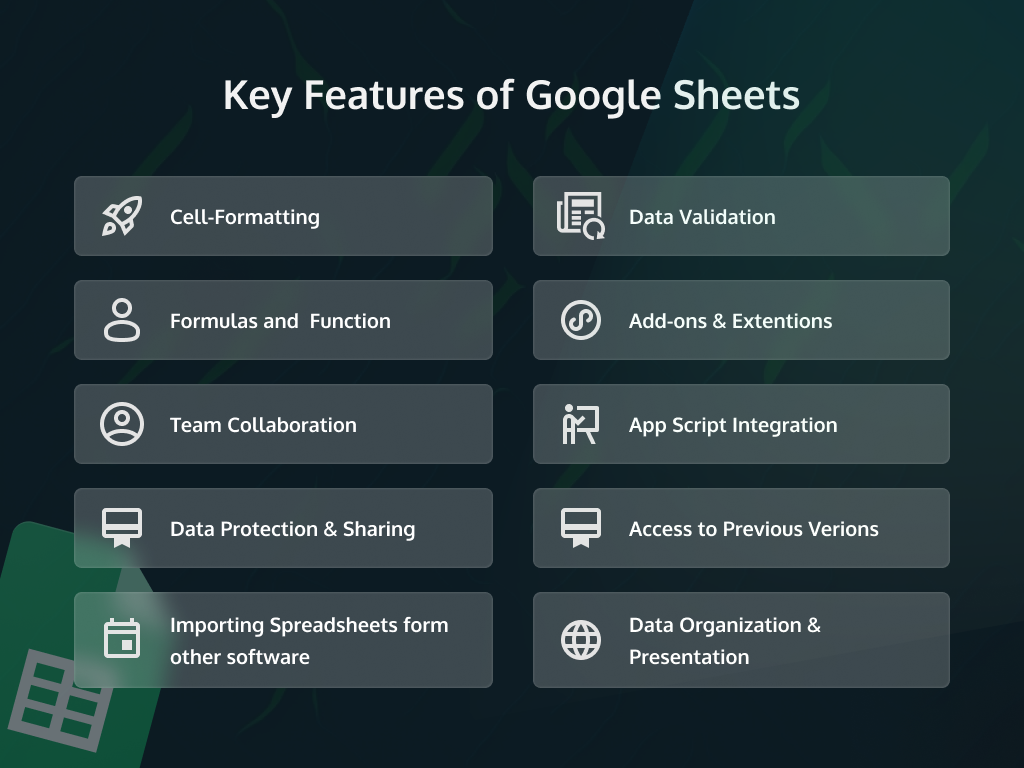 Key Features of Google Sheets
Cell-Formatting
Data Validation
Formulas and  Function
Add-ons & Extentions
Team Collaboration
App Script Integration
Data Protection & Sharing
Access to Previous Verions
Importing Spreadsheets form
other software
Data Organization &
Presentation